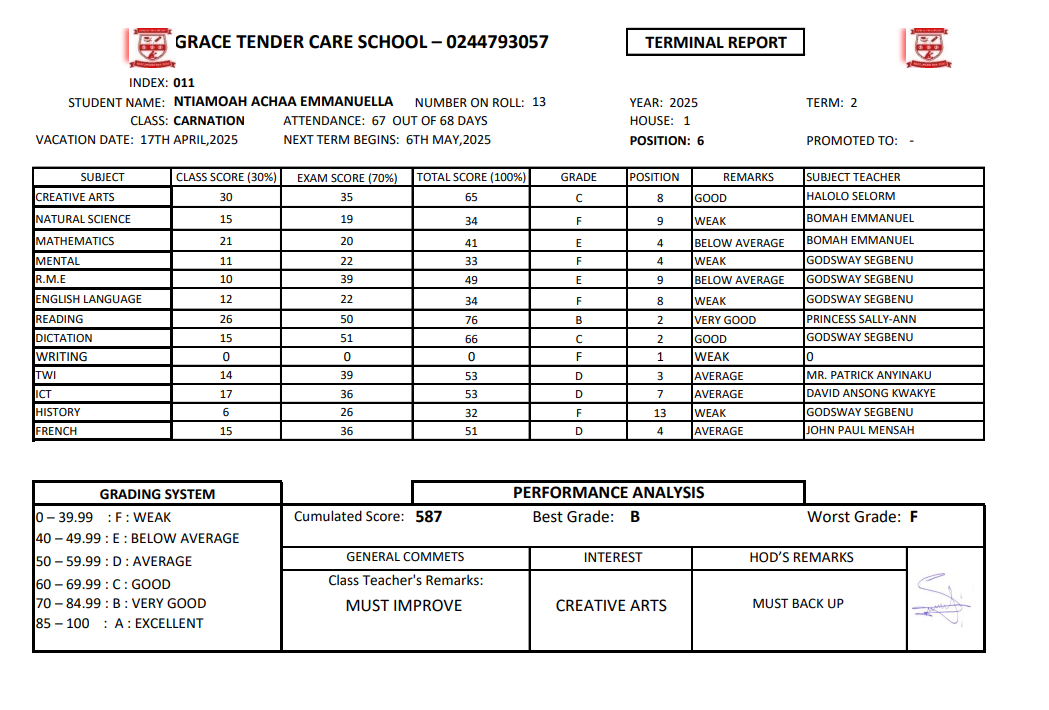 GRACE TENDER CARE SCHOOL – 0244793057 TERMINAL REPORT
INDEX: 011
STUDENT NAME: NTIAMOAH ACHAA EMMANUELLA NUMBER ON ROLL: 13 YEAR: 2025 TERM: 2
CLASS: CARNATION ATTENDANCE: 67 OUT OF 68 DAYS HOUSE: 1
VACATION DATE: 17TH APRIL,2025 NEXT TERM BEGINS: 6TH MAY,2025 POSITION: 6 PROMOTED TO: -
SUBJECT CLASS SCORE (30%) EXAM SCORE (70%) TOTAL SCORE (100%) GRADE POSITION REMARKS SUBJECT TEACHER
CREATIVE ARTS 30 35 65 C 8 GOOD HALOLO SELORM
NATURAL SCIENCE 15 19 34 F 9 WEAK BOMAH EMMANUEL
MATHEMATICS 21 20 41 E 4 BELOW AVERAGE BOMAH EMMANUEL
MENTAL 11 22 33 F 4 WEAK GODSWAY SEGBENU
R.M.E 10 39 49 E 9 BELOW AVERAGE GODSWAY SEGBENU
ENGLISH LANGUAGE 12 22 34 F 8 WEAK GODSWAY SEGBENU
READING 26 50 76 B 2 VERY GOOD PRINCESS SALLY-ANN
DICTATION 15 51 66 C 2 GOOD GODSWAY SEGBENU
WRITING 0 0 0 F 1 WEAK 0
TWI 14 39 53 D 3 AVERAGE MR. PATRICK ANYINAKU
ICT 17 36 53 D 7 AVERAGE DAVID ANSONG KWAKYE
HISTORY 6 26 32 F 13 WEAK GODSWAY SEGBENU
FRENCH 15 36 51 D 4 AVERAGE JOHN PAUL MENSAH
GRADING SYSTEM
0 – 39.99 : F : WEAK
40 – 49.99 : E : BELOW AVERAGE
50 – 59.99 : D : AVERAGE
60 – 69.99 : C : GOOD
70 – 84.99 : B : VERY GOOD
85 – 100 : A : EXCELLENT
PERFORMANCE ANALYSIS
Cumulated Score: 587 Best Grade: B Worst Grade: F
GENERAL COMMETS INTEREST HOD'S REMARKS
Class Teacher's Remarks:
MUST IMPROVE CREATIVE ARTS MUST BACK UP